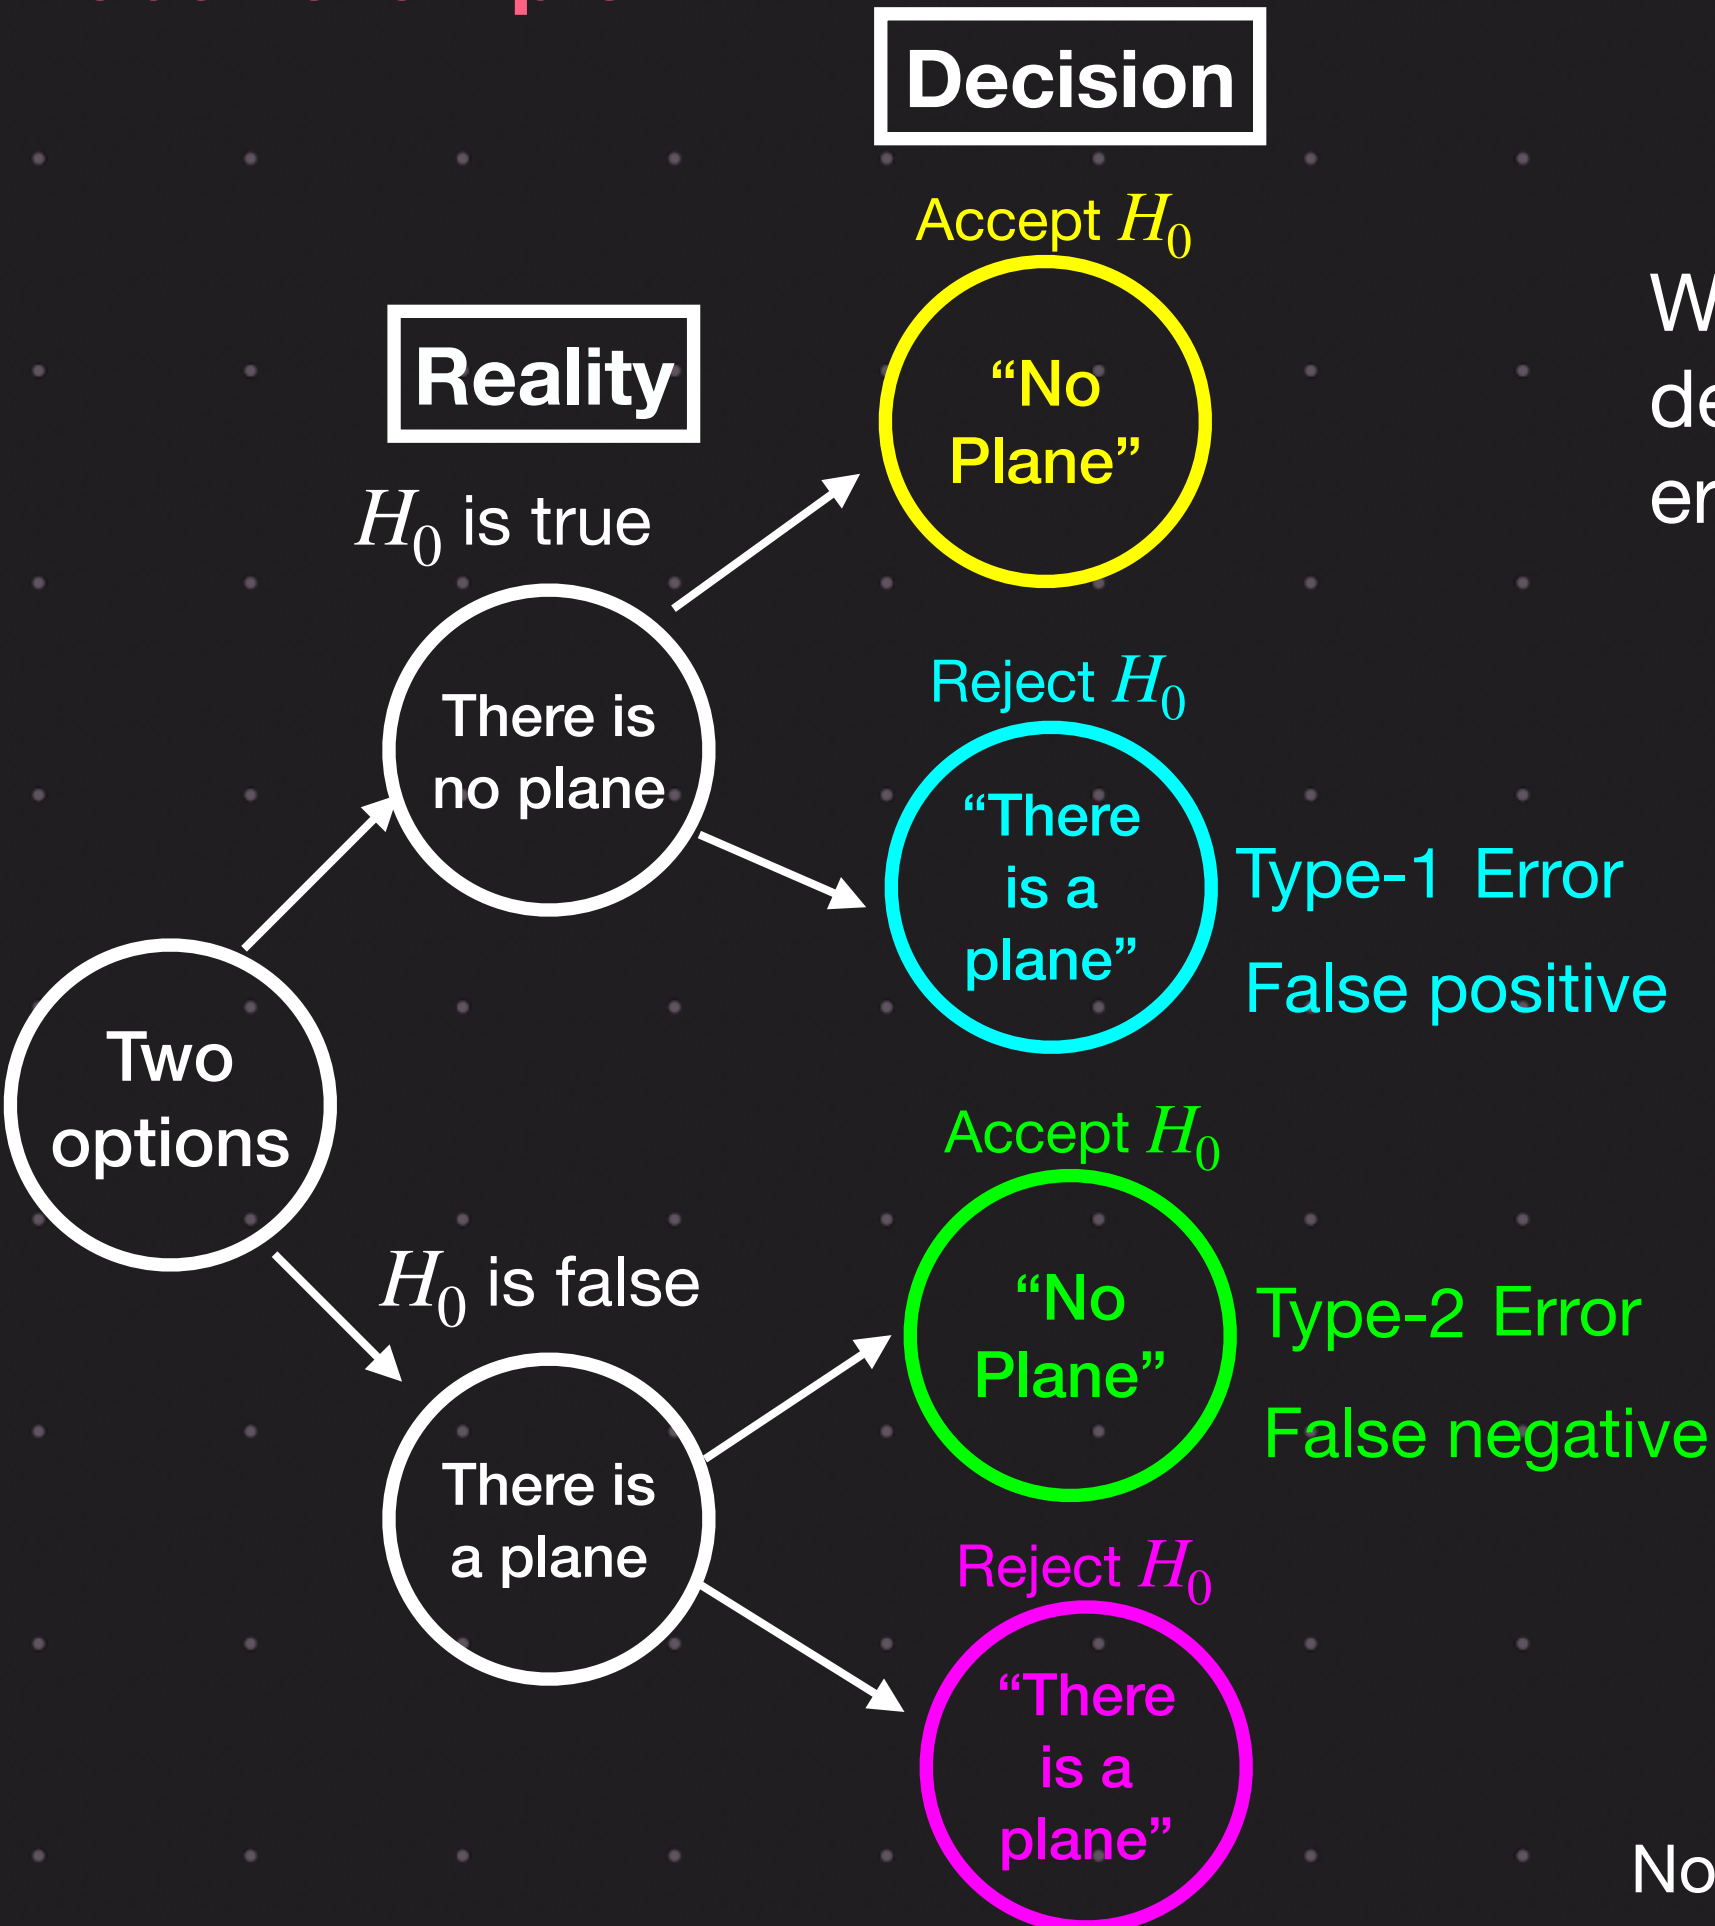 Decision
Accept H₀
“No
Plane”
Reality
H₀ is true
There is
no plane
Reject H₀
“There
is a
plane”
Type-1 Error
False positive
Two
options
Accept H₀
“No
Plane”
Type-2 Error
False negative
H₀ is false
There is
a plane
Reject H₀
“There
is a
plane”
No